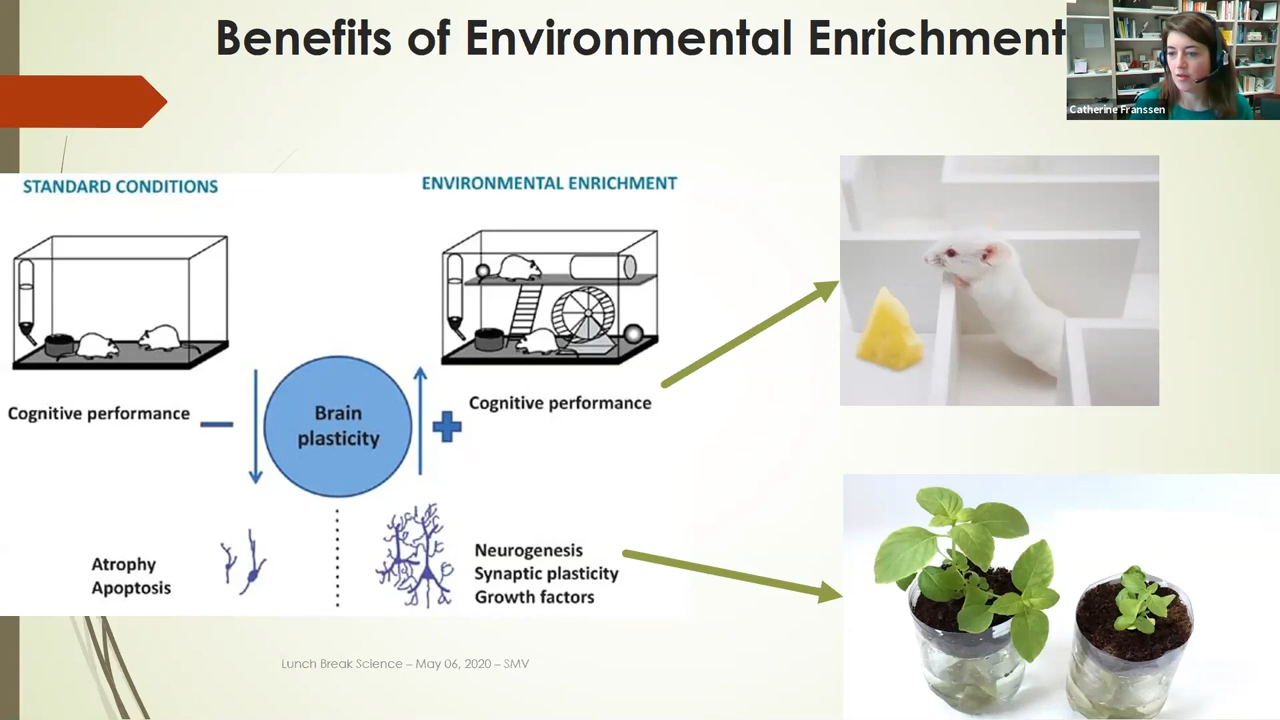 Benefits of Environmental Enrichment
Catherine Franssen
STANDARD CONDITIONS
ENVIRONMENTAL ENRICHMENT
Cognitive performance
Brain
plasticity
Cognitive performance
Atrophy
Apoptosis
Neurogenesis
Synaptic plasticity
Growth factors
Lunch Break Science – May 06, 2020 – SMV